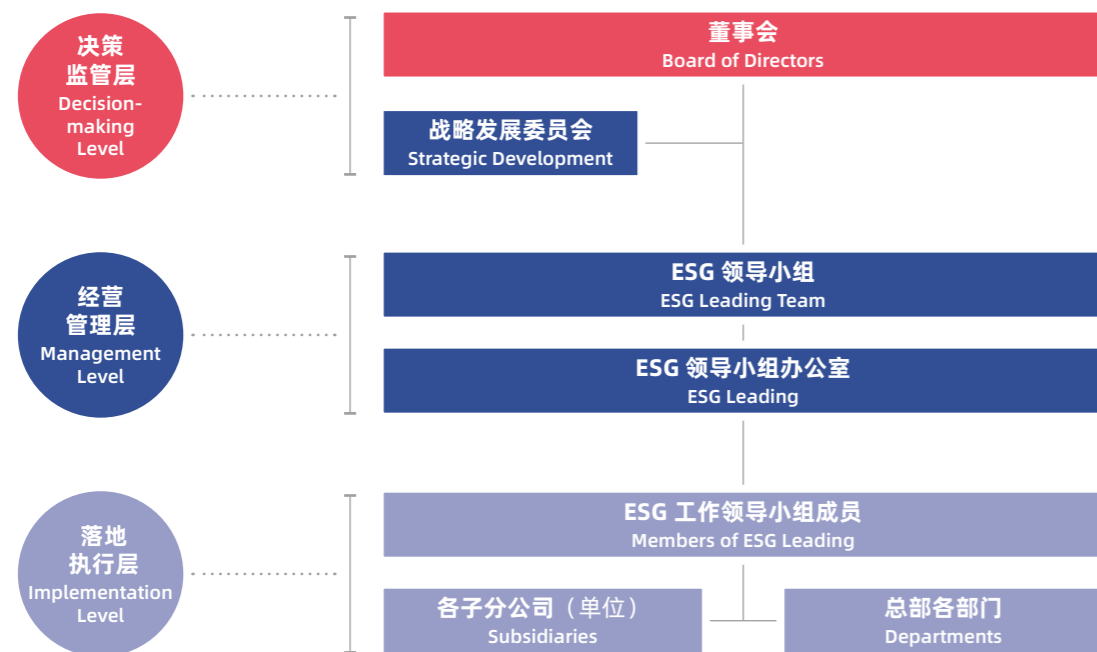 决策
监管层
Decision-
making
Level
董事会
Board of Directors
战略发展委员会
Strategic Development
经营
管理层
Management
Level
ESG 领导小组
ESG Leading Team
ESG 领导小组办公室
ESG Leading
落地
执行层
Implementation
Level
ESG 工作领导小组成员
Members of ESG Leading
各子分公司（单位）
Subsidiaries
总部各部门
Departments